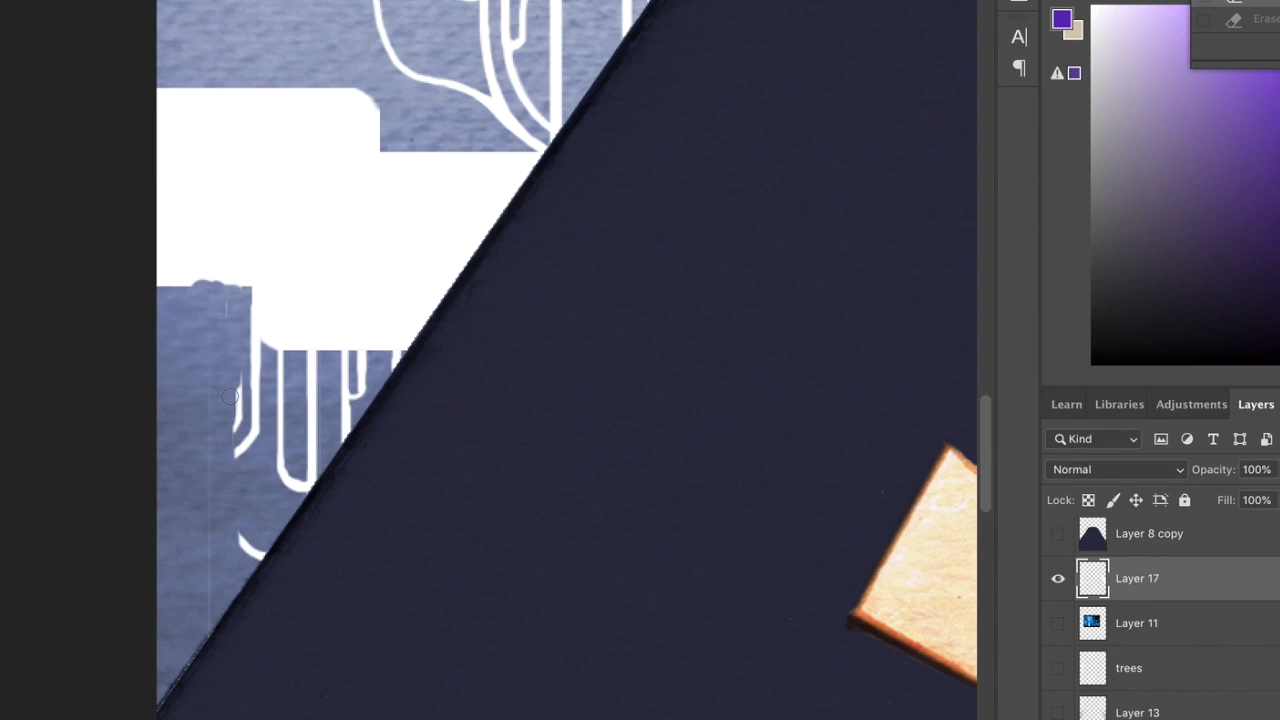 A|
¶
Erase
Learn Libraries Adjustments Layers
Kind
Normal Opacity: 100%
Lock: Fill: 100%
Layer 8 copy
Layer 17
Layer 11
trees
Layer 13